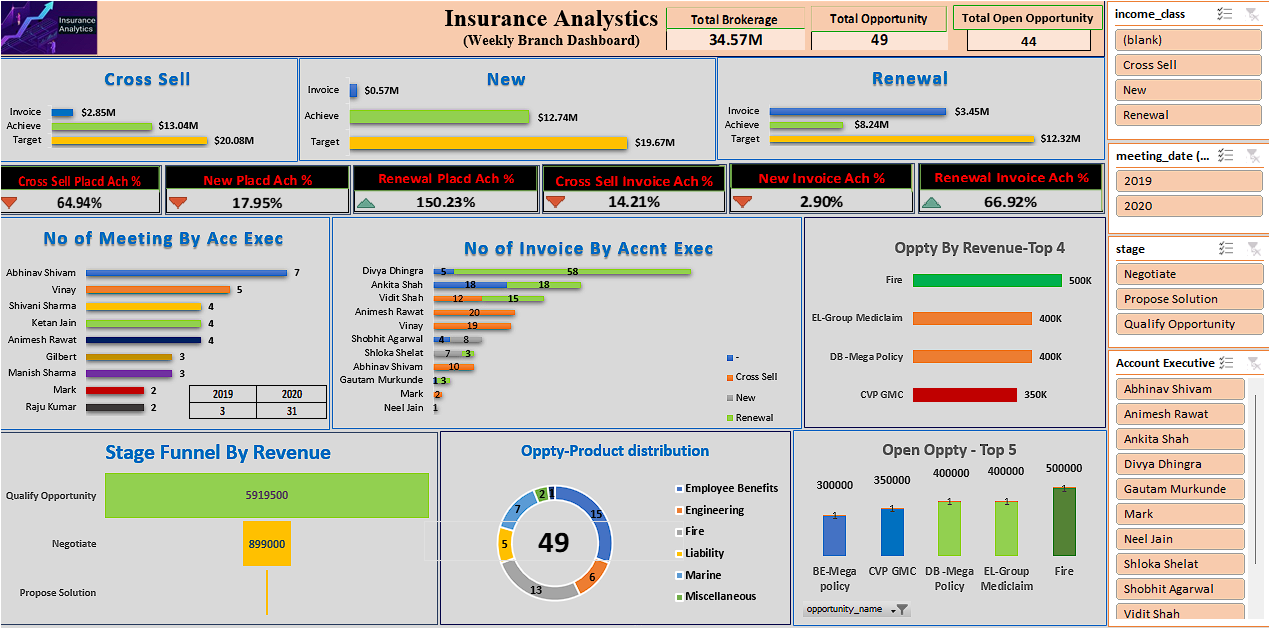 Insurance
Analytics
Insurance Analystics
(Weekly Branch Dashboard)
Total Brokerage
34.57M
Total Opportunity
49
Total Open Opportunity
44
Cross Sell
Invoice $2.85M
Achieve $13.04M
Target $20.08M
New
Invoice $0.57M
Achieve $12.74M
Target $19.67M
Renewal
Invoice $3.45M
Achieve $8.24M
Target $12.32M
Cross Sell Placd Ach %
64.94%
New Placd Ach %
17.95%
Renewal Placd Ach %
150.23%
Cross Sell Invoice Ach %
14.21%
New Invoice Ach %
2.90%
Renewal Invoice Ach %
66.92%
No of Meeting By Acc Exec
Abhinav Shivam 7
Vinay 5
Shivani Sharma 4
Ketan Jain 4
Animesh Rawat 4
Gilbert 3
Manish Sharma 3
Mark 2
Raju Kumar 2
2019 2020
3 31
No of Invoice By Accnt Exec
Divya Dhingra 5 58
Ankita Shah 18 18
Vidit Shah 12 15
Animesh Rawat 20
Vinay 19
Shobhit Agarwal 4 8
Shloka Shelat 7 3
Abhinav Shivam 10
Gautam Murkunde 1 3
Mark 2
Neel Jain 1
-
Cross Sell
New
Renewal
Oppty By Revenue-Top 4
Fire 500K
EL-Group Mediclaim 400K
DB -Mega Policy 400K
CVP GMC 350K
Stage Funnel By Revenue
Qualify Opportunity 5919500
Negotiate 899000
Propose Solution
Oppty-Product distribution
15
6
13
5
7
2
1
49
Employee Benefits
Engineering
Fire
Liability
Marine
Miscellaneous
Open Oppty - Top 5
300000 350000 400000 400000 500000
1 1 1 1 1
BE-Mega policy
CVP GMC
DB -Mega Policy
EL-Group Mediclaim
Fire
opportunity_name
income_class
(blank)
Cross Sell
New
Renewal
meeting_date (...
2019
2020
stage
Negotiate
Propose Solution
Qualify Opportunity
Account Executive
Abhinav Shivam
Animesh Rawat
Ankita Shah
Divya Dhingra
Gautam Murkunde
Mark
Neel Jain
Shloka Shelat
Shobhit Agarwal
Vidit Shah